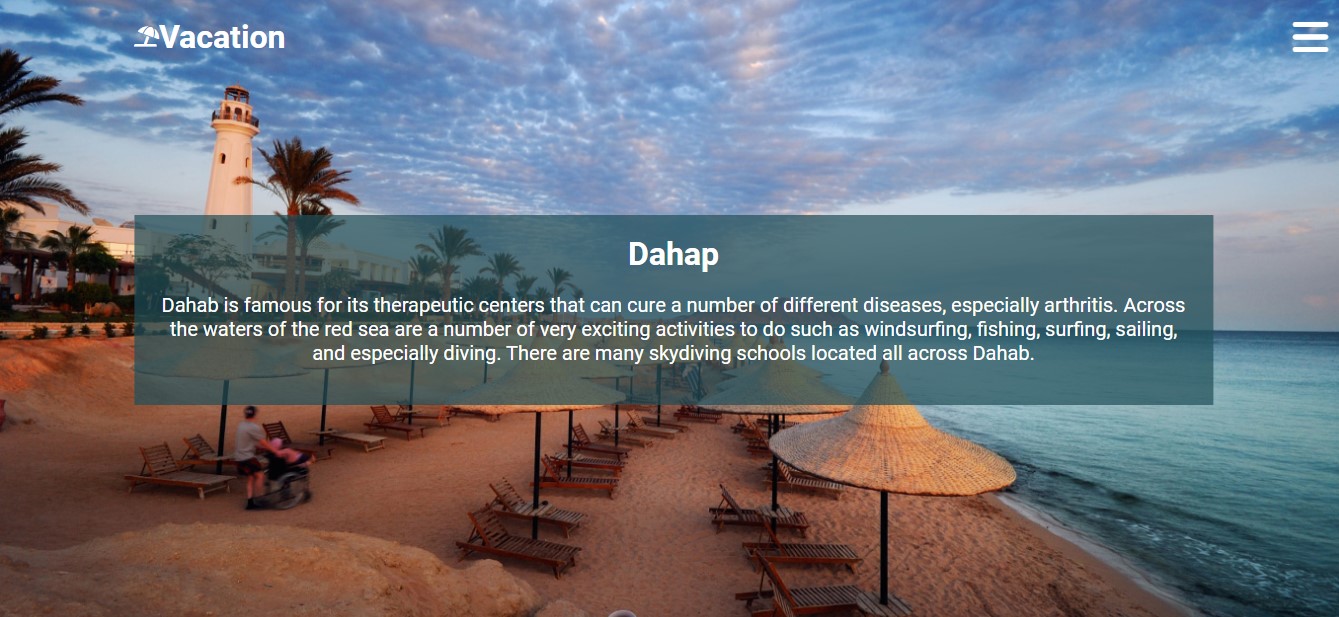 Vacation
Dahap
Dahab is famous for its therapeutic centers that can cure a number of different diseases, especially arthritis. Across
the waters of the red sea are a number of very exciting activities to do such as windsurfing, fishing, surfing, sailing,
and especially diving. There are many skydiving schools located all across Dahab.